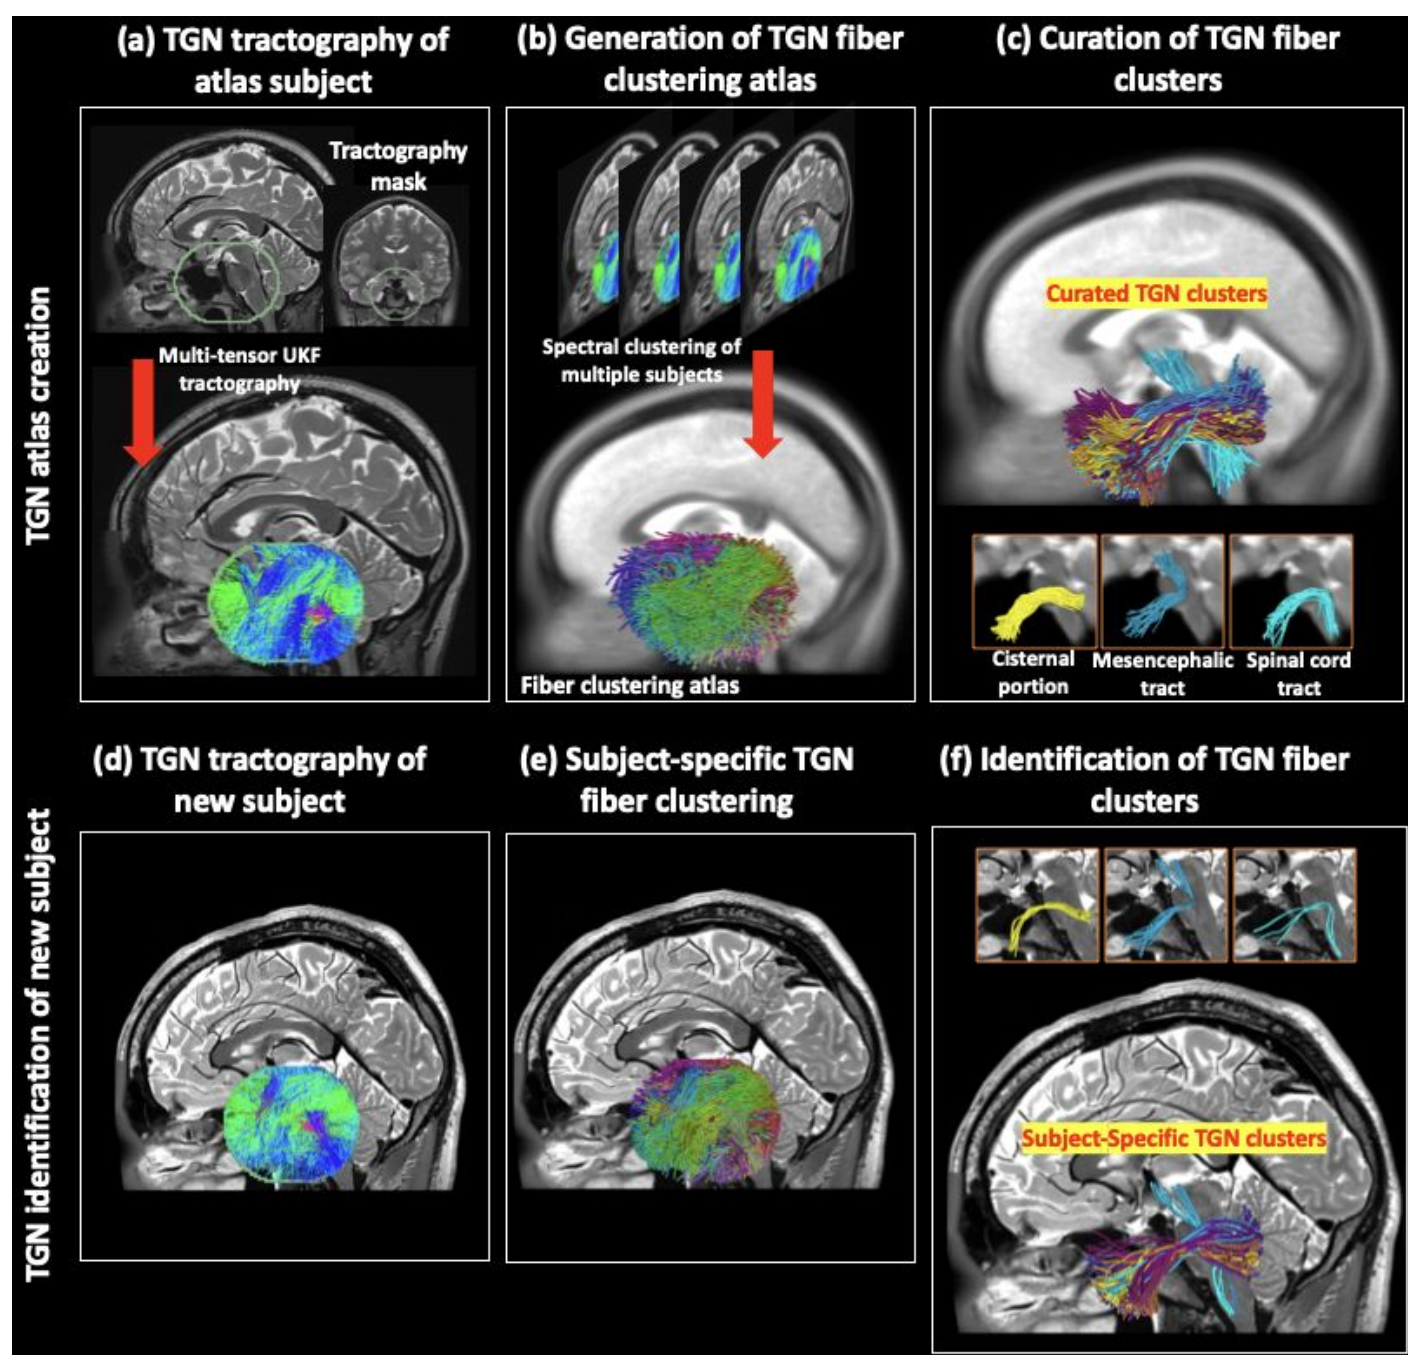 (a) TGN tractography of
atlas subject
(b) Generation of TGN fiber
clustering atlas
(c) Curation of TGN fiber
clusters
TGN atlas creation
Tractography
mask
Multi-tensor UKF
tractography
Spectral clustering of
multiple subjects
Fiber clustering atlas
Curated TGN clusters
Cisternal
portion
Mesencephalic
tract
Spinal cord
tract
(d) TGN tractography of
new subject
(e) Subject-specific TGN
fiber clustering
(f) Identification of TGN fiber
clusters
TGN identification of new subject
Subject-Specific TGN clusters